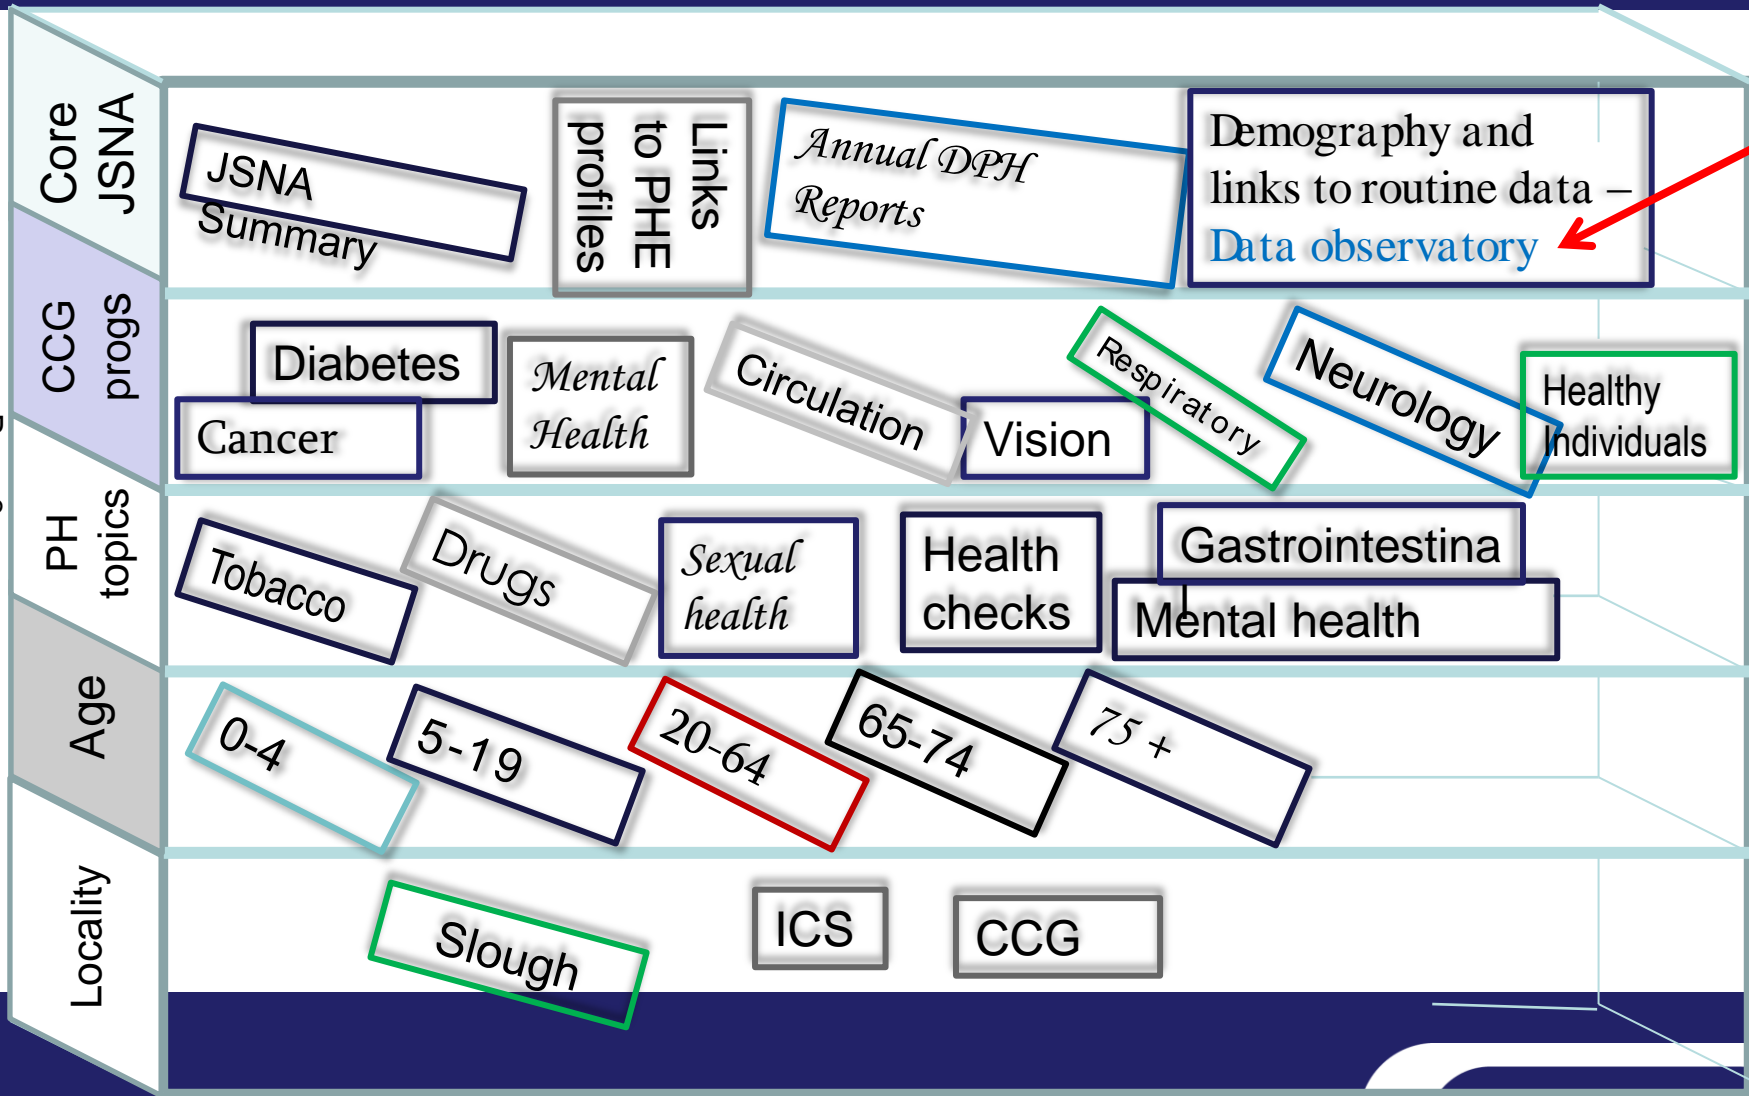 Core
JSNA
JSNA
Summary
Links
to PHE
profiles
Annual DPH
Reports
Demography and
links to routine data –
Data observatory
CCG
progs
Diabetes
Cancer
Mental
Health
Circulation
Vision
Respiratory
Neurology
Healthy
Individuals
PH
topics
Tobacco
Drugs
Sexual
health
Health
checks
Gastrointestina
l
Mental health
Age
0-4
5-19
20-64
65-74
75 +
Locality
Slough
ICS
CCG